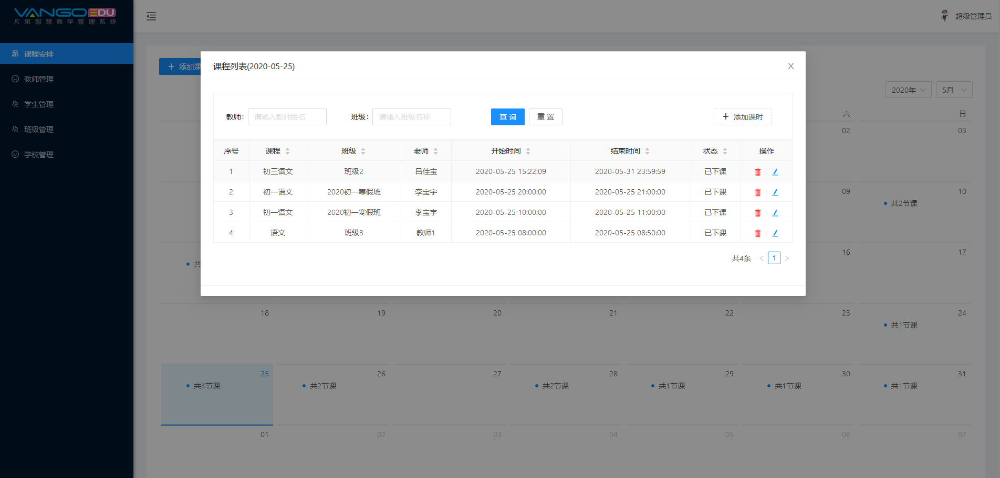 VANGOEDU
凡果智慧教学管理系统
超级管理员
课程安排
教师管理
学生管理
班级管理
学校管理
+ 添加课
2020年 5月
课程列表(2020-05-25)
教师: 请输入教师姓名 班级: 请输入班级名称 查 询 重 置 + 添加课时
序号 课程 班级 老师 开始时间 结束时间 状态 操作
1 初三语文 班级2 吕佳宝 2020-05-25 15:22:09 2020-05-31 23:59:59 已下课
2 初一语文 2020初一寒假班 李宝宇 2020-05-25 20:00:00 2020-05-25 21:00:00 已下课
3 初一语文 2020初一寒假班 李宝宇 2020-05-25 10:00:00 2020-05-25 11:00:00 已下课
4 语文 班级3 教师1 2020-05-25 08:00:00 2020-05-25 08:50:00 已下课
共4条 < 1 >
六 日
02 03
09 10
共2节课
16 17
共
18 19 20 21 22 23 24
共1节课
25 26 27 28 29 30 31
共4节课 共2节课 共2节课 共1节课 共1节课 共1节课
01 02 03 04 05 06 07